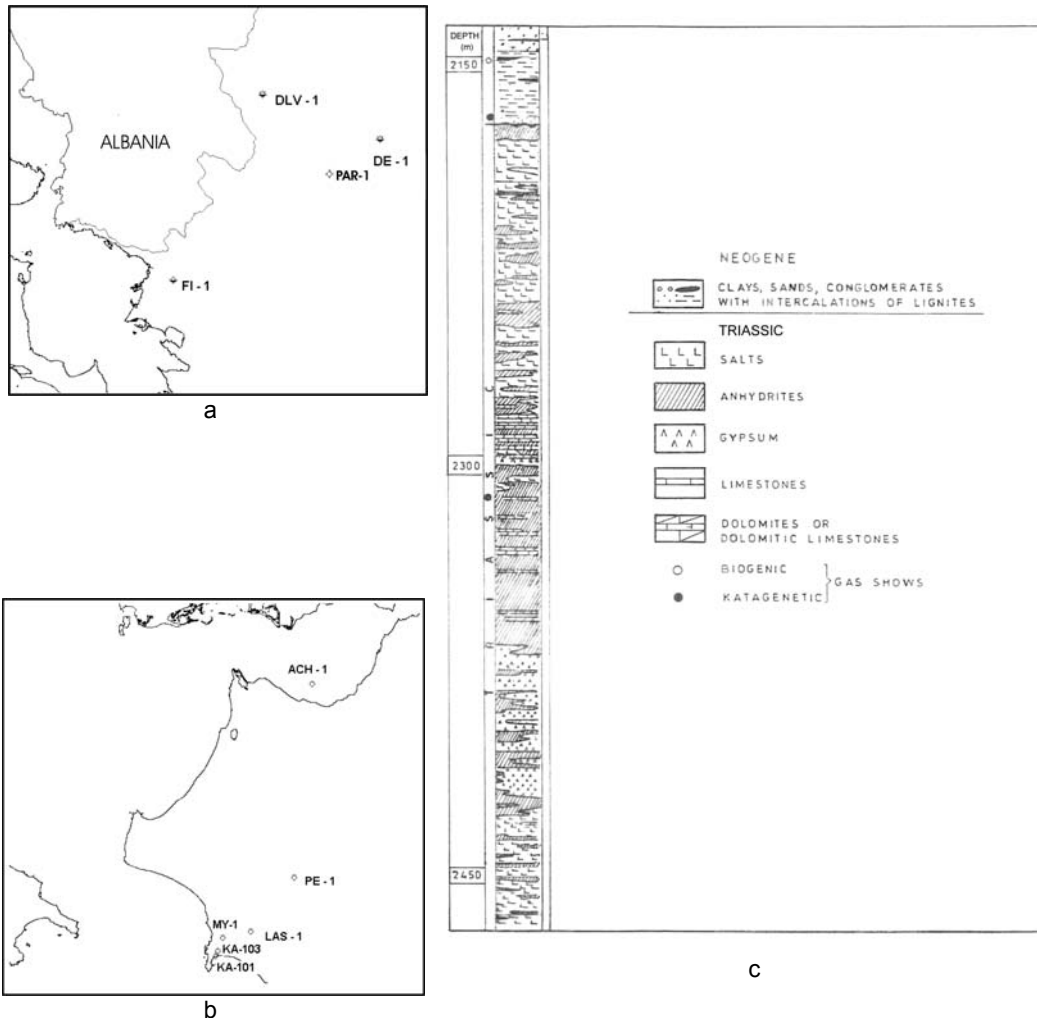 DLV - 1
ALBANIA
DE - 1
PAR-1
FI - 1
a
ACH - 1
PE - 1
MY-1
LAS - 1
KA-103
KA-101
b
DEPTH
(m)
2150
2300
2450
T R I A S S I C
NEOGENE
CLAYS, SANDS, CONGLOMERATES
WITH INTERCALATIONS OF LIGNITES
TRIASSIC
SALTS
ANHYDRITES
GYPSUM
LIMESTONES
DOLOMITES OR
DOLOMITIC LIMESTONES
BIOGENIC
GAS SHOWS
KATAGENETIC
c